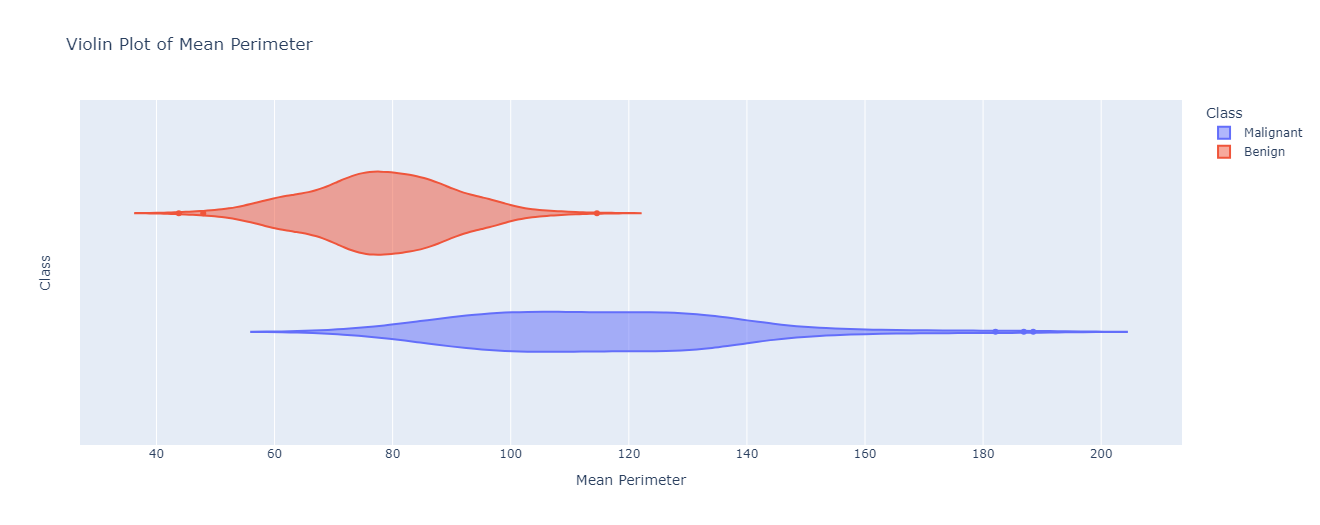 Violin Plot of Mean Perimeter
Class
Malignant
Benign
Class
40 60 80 100 120 140 160 180 200
Mean Perimeter